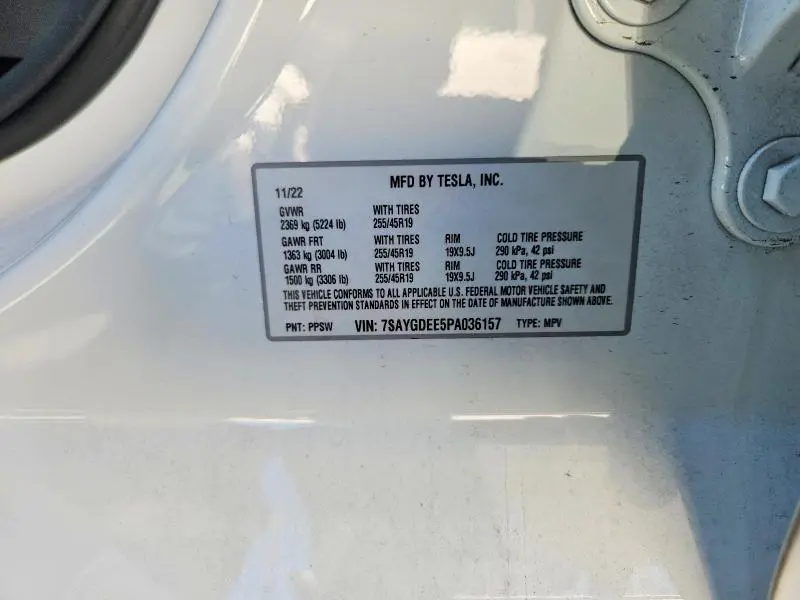 MFD BY TESLA, INC.
11/22
GVWR WITH TIRES
2369 kg (5224 lb) 255/45R19
GAWR FRT WITH TIRES RIM COLD TIRE PRESSURE
1363 kg (3004 lb) 255/45R19 19X9.5J 290 kPa, 42 psi
GAWR RR WITH TIRES RIM COLD TIRE PRESSURE
1500 kg (3306 lb) 255/45R19 19X9.5J 290 kPa, 42 psi
THIS VEHICLE CONFORMS TO ALL APPLICABLE U.S. FEDERAL MOTOR VEHICLE SAFETY AND
THEFT PREVENTION STANDARDS IN EFFECT ON THE DATE OF MANUFACTURE SHOWN ABOVE.
PNT: PPSW VIN: 7SAYGDEE5PA036157 TYPE: MPV